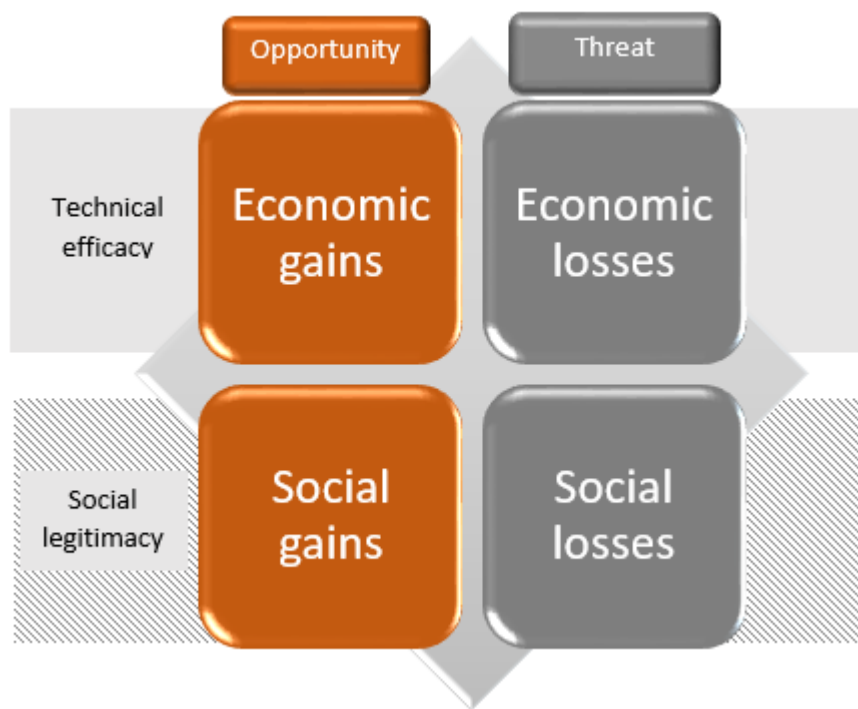 Opportunity
Threat
Technical
efficacy
Economic
gains
Economic
losses
Social
legitimacy
Social
gains
Social
losses